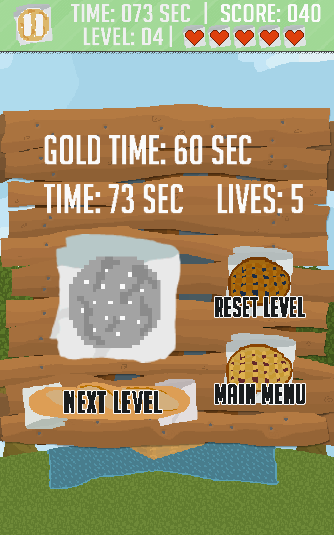 TIME: 073 SEC | SCORE: 040
LEVEL: 04|
GOLD TIME: 60 SEC
TIME: 73 SEC LIVES: 5
RESET LEVEL
MAIN MENU
NEXT LEVEL